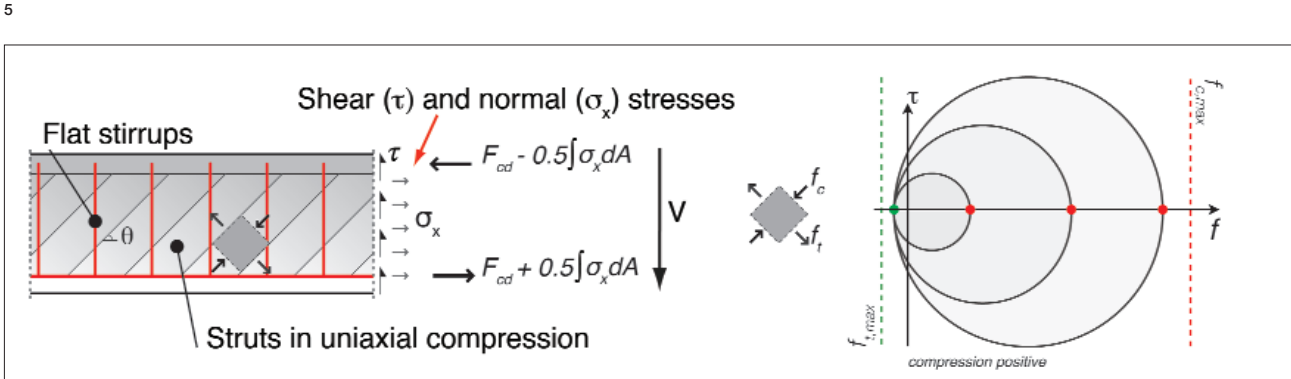 5
Shear (τ) and normal (σx) stresses
Flat stirrups
τ
Fcd - 0.5∫σxdA
σx
V
θ
Fcd + 0.5∫σxdA
Struts in uniaxial compression
fc
ft
τ
f
fc,max
ft,max
compression positive